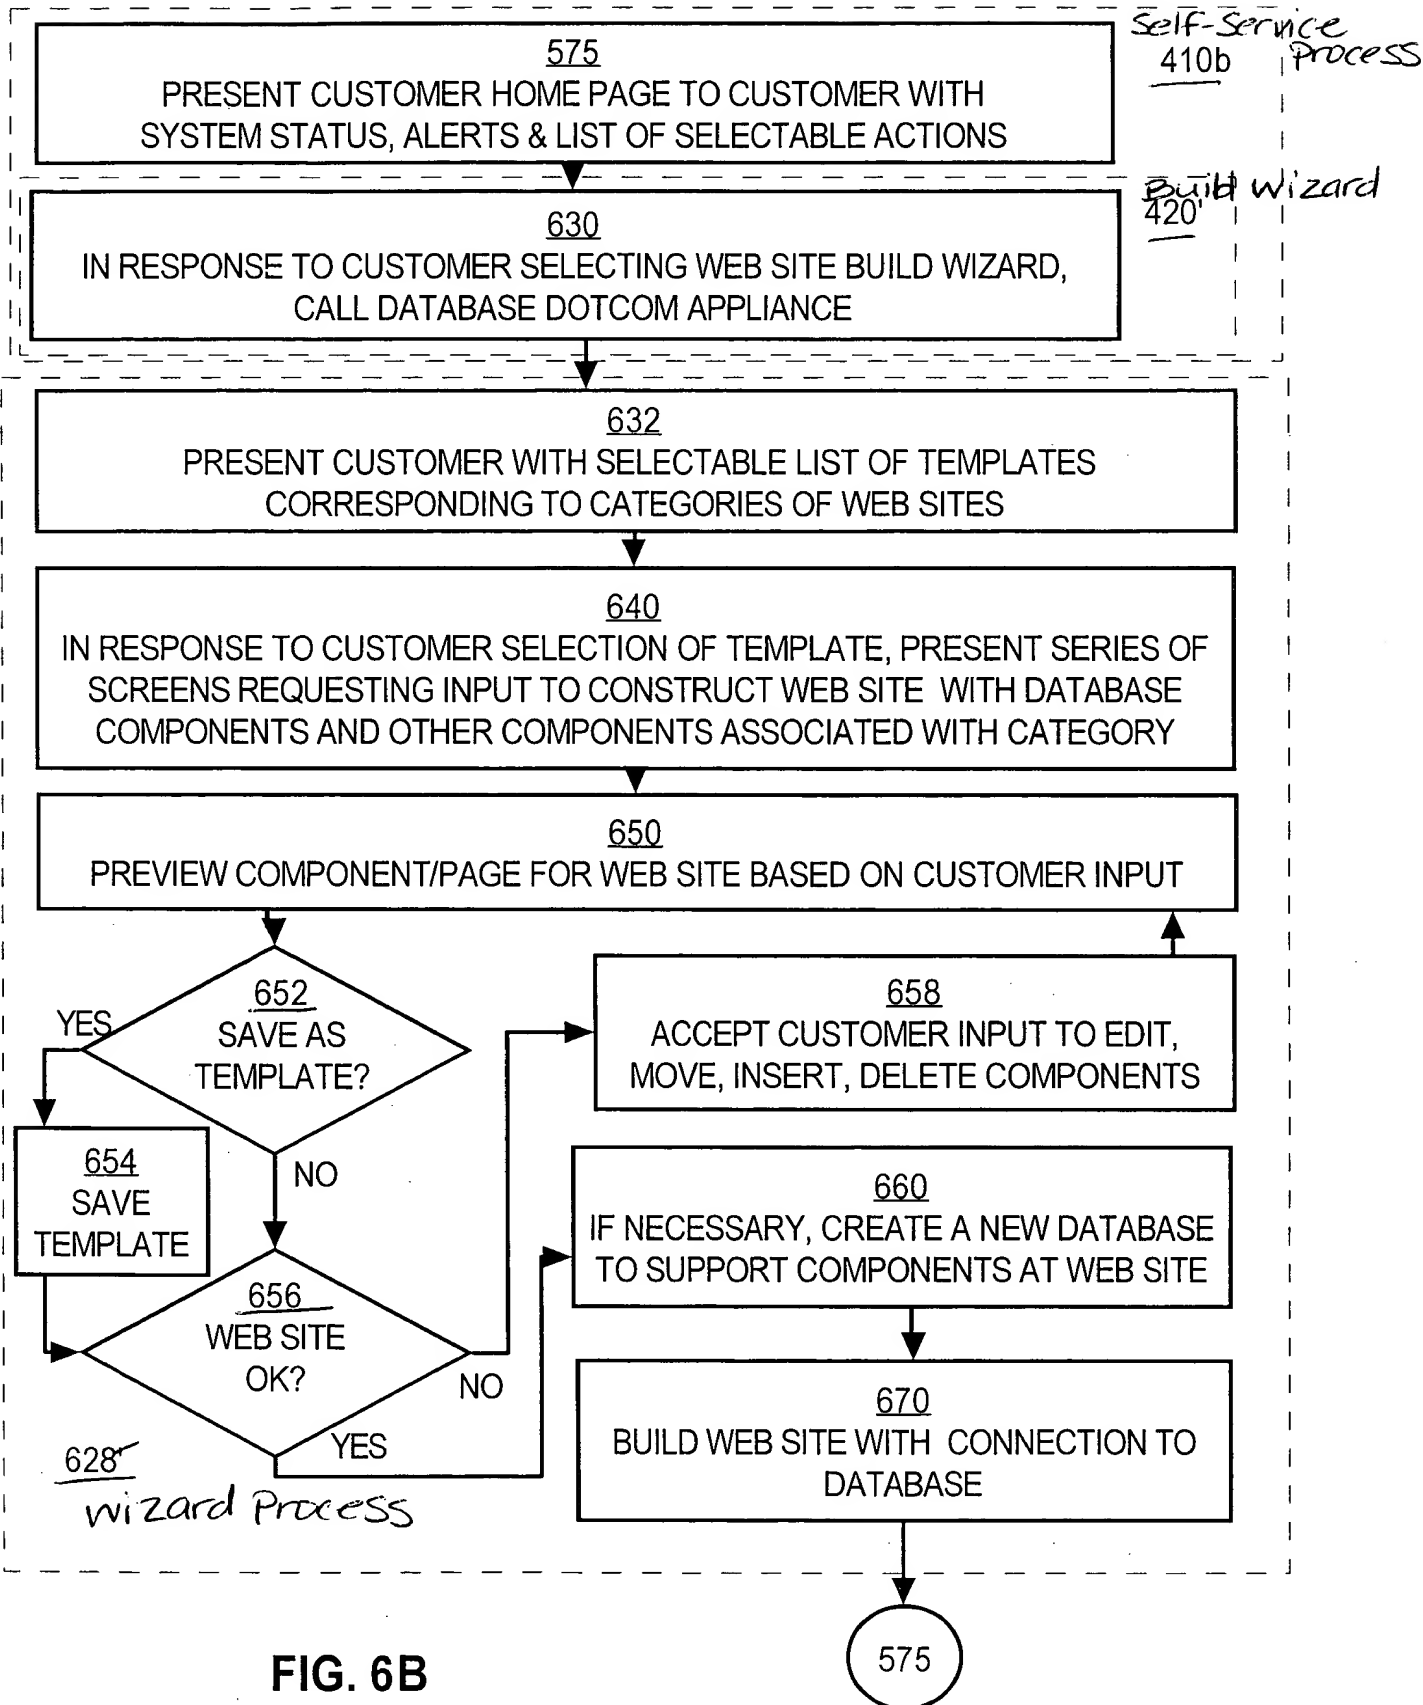 Self-Service
Process
410b
575
PRESENT CUSTOMER HOME PAGE TO CUSTOMER WITH
SYSTEM STATUS, ALERTS & LIST OF SELECTABLE ACTIONS
Build Wizard
420'
630
IN RESPONSE TO CUSTOMER SELECTING WEB SITE BUILD WIZARD,
CALL DATABASE DOTCOM APPLIANCE
632
PRESENT CUSTOMER WITH SELECTABLE LIST OF TEMPLATES
CORRESPONDING TO CATEGORIES OF WEB SITES
640
IN RESPONSE TO CUSTOMER SELECTION OF TEMPLATE, PRESENT SERIES OF
SCREENS REQUESTING INPUT TO CONSTRUCT WEB SITE WITH DATABASE
COMPONENTS AND OTHER COMPONENTS ASSOCIATED WITH CATEGORY
650
PREVIEW COMPONENT/PAGE FOR WEB SITE BASED ON CUSTOMER INPUT
652
SAVE AS
TEMPLATE?
YES
NO
654
SAVE
TEMPLATE
656
WEB SITE
OK?
NO
YES
658
ACCEPT CUSTOMER INPUT TO EDIT,
MOVE, INSERT, DELETE COMPONENTS
660
IF NECESSARY, CREATE A NEW DATABASE
TO SUPPORT COMPONENTS AT WEB SITE
670
BUILD WEB SITE WITH CONNECTION TO
DATABASE
628'
Wizard Process
575
FIG. 6B